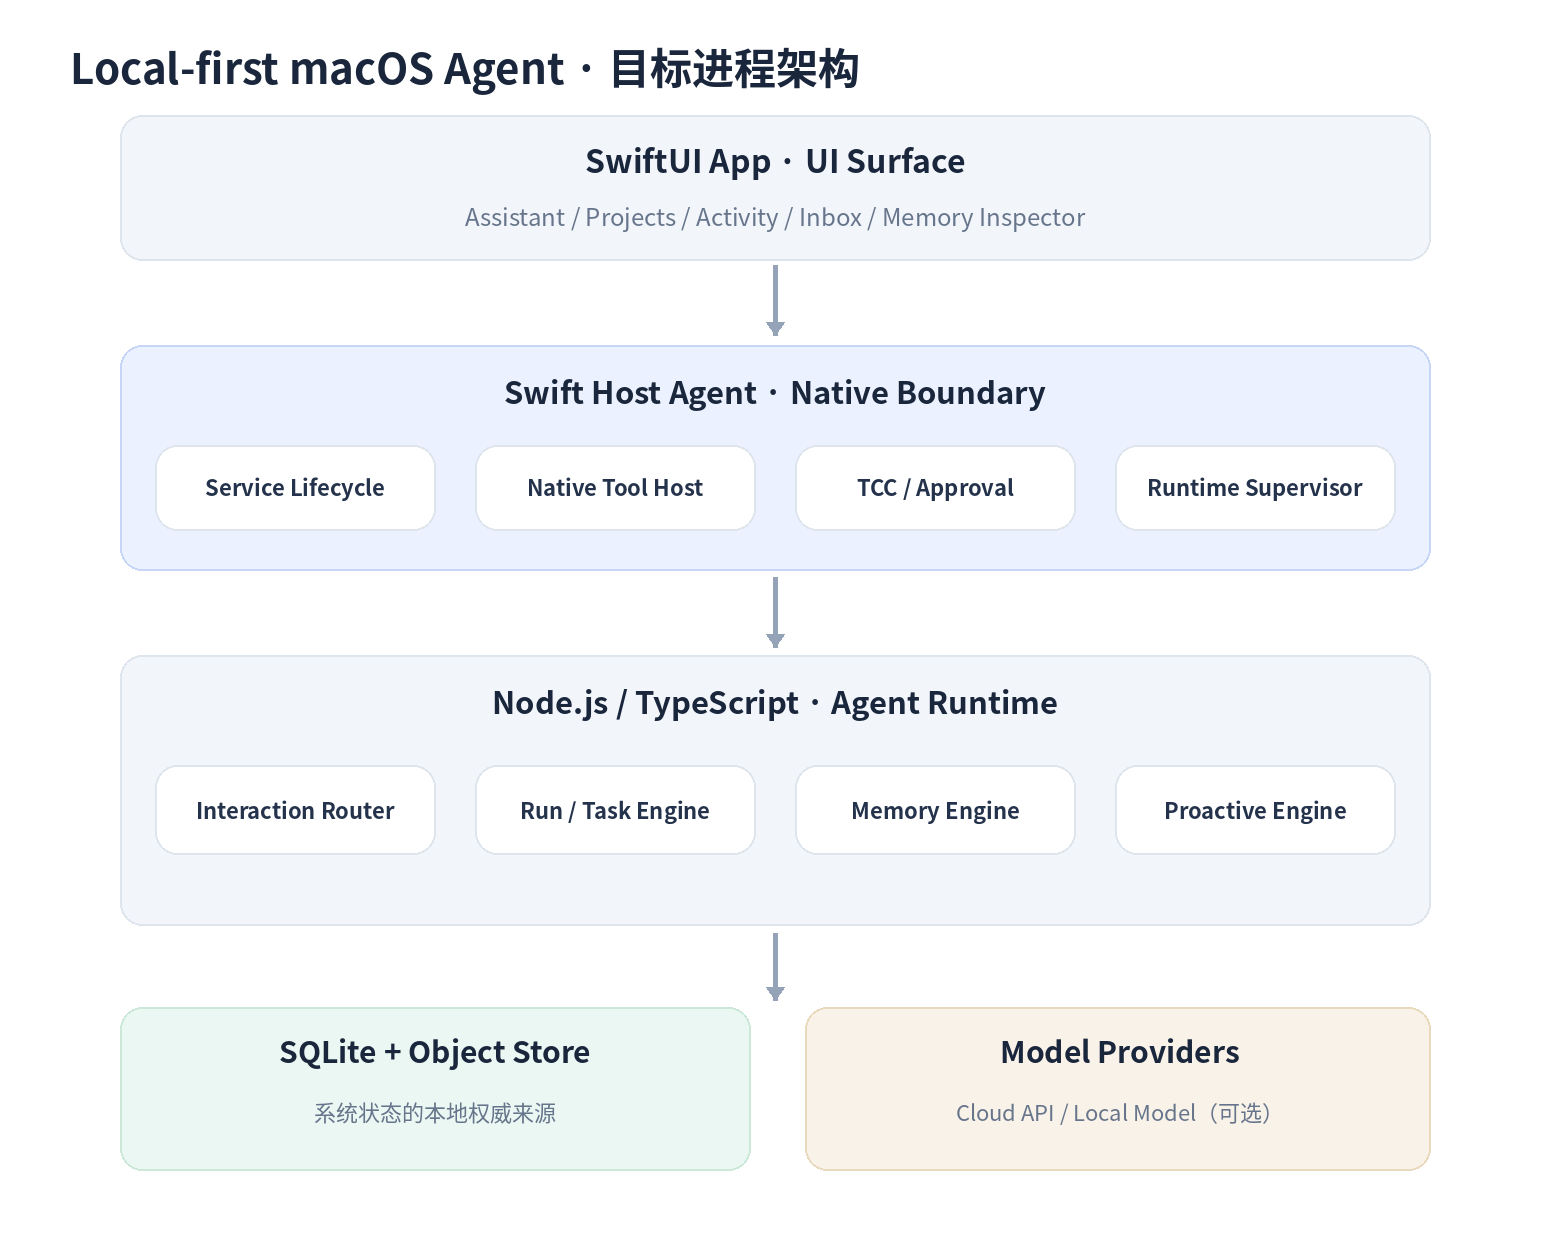 Local-first macOS Agent · 目标进程架构
SwiftUI App · UI Surface
Assistant / Projects / Activity / Inbox / Memory Inspector
Swift Host Agent · Native Boundary
Service Lifecycle
Native Tool Host
TCC / Approval
Runtime Supervisor
Node.js / TypeScript · Agent Runtime
Interaction Router
Run / Task Engine
Memory Engine
Proactive Engine
SQLite + Object Store
系统状态的本地权威来源
Model Providers
Cloud API / Local Model（可选）